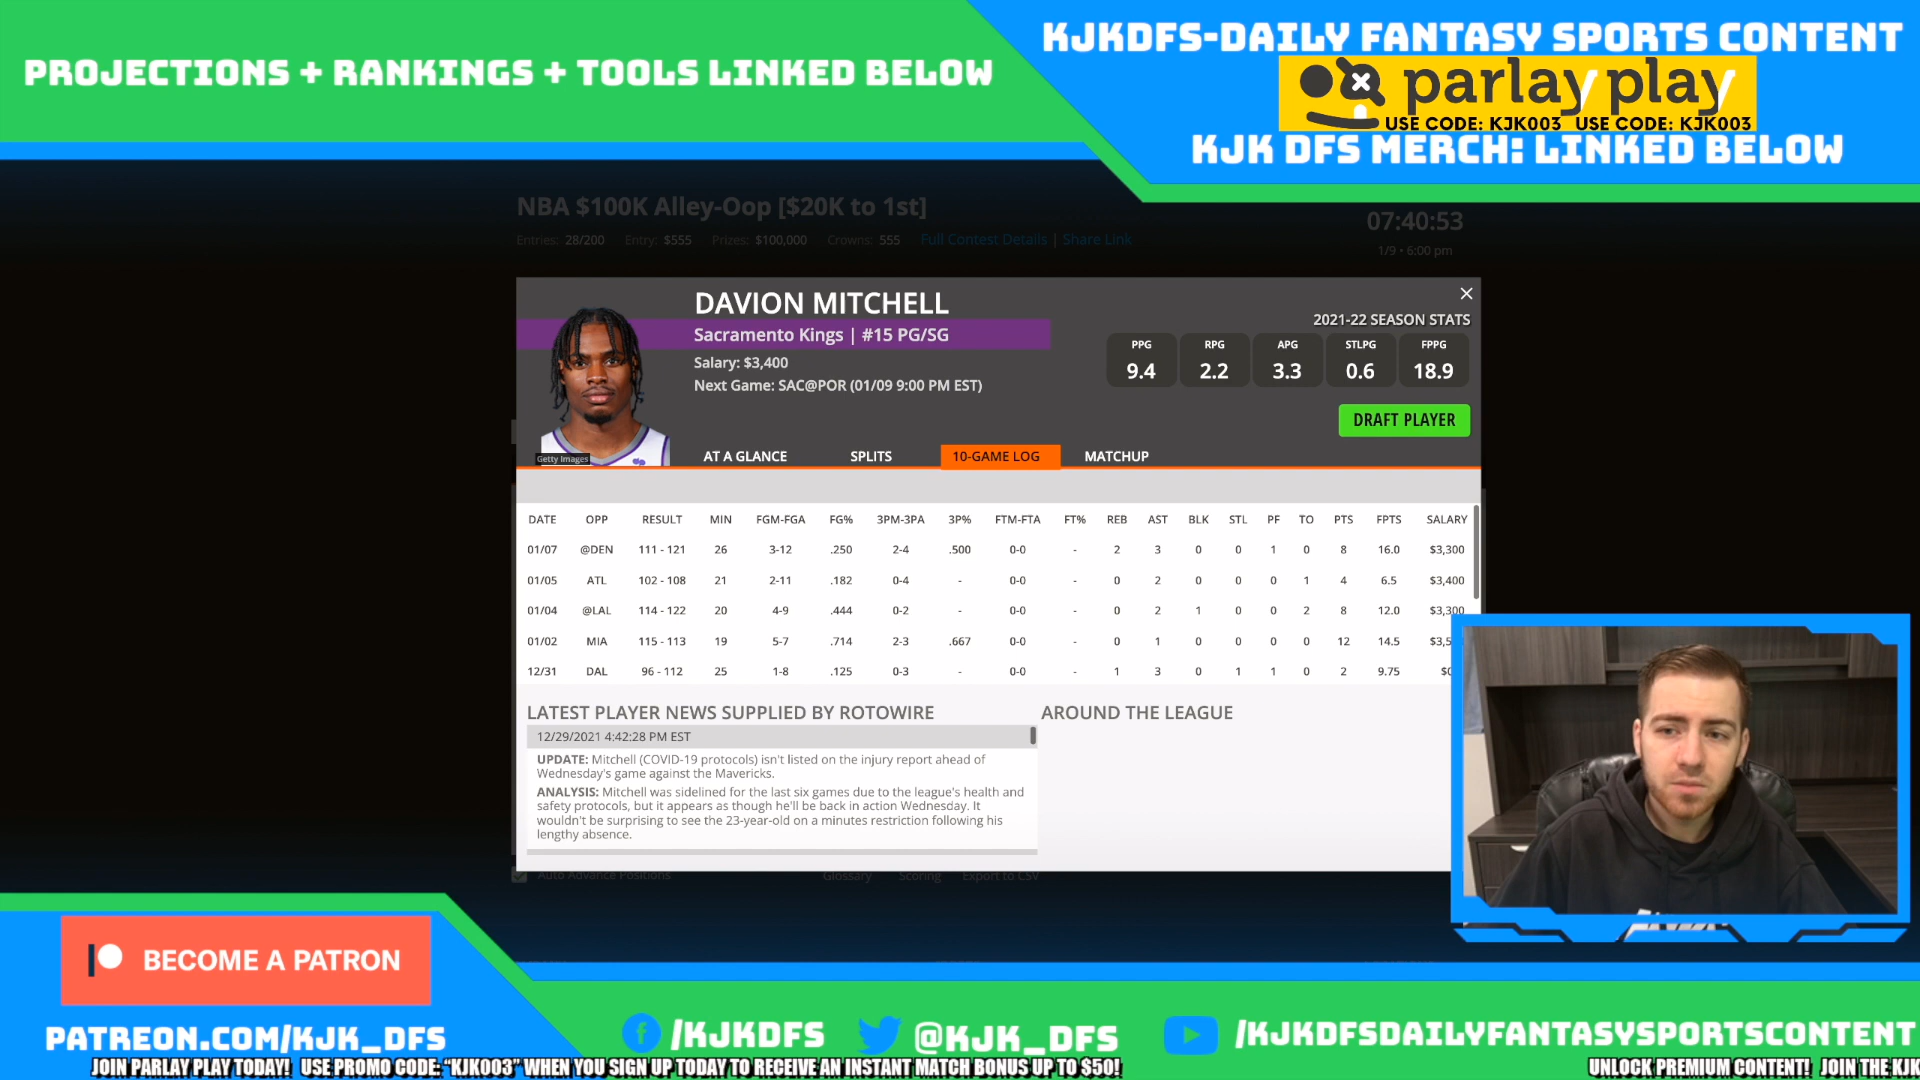 PROJECTIONS + RANKINGS + TOOLS LINKED BELOW
KJKDFS-DAILY FANTASY SPORTS CONTENT
parlay play
USE CODE: KJK003 USE CODE: KJK003
KJK DFS MERCH: LINKED BELOW
NBA $100K Alley-Oop [$20K to 1st]
07:40:53
Entries: 28/200 Entry: $555 Prizes: $100,000 Crowns: 555 Full Contest Details | Share Link
1/9 • 6:00 pm
DAVION MITCHELL
Sacramento Kings | #15 PG/SG
Salary: $3,400
Next Game: SAC@POR (01/09 9:00 PM EST)
2021-22 SEASON STATS
PPG RPG APG STLPG FPPG
9.4 2.2 3.3 0.6 18.9
DRAFT PLAYER
Getty Images
AT A GLANCE SPLITS 10-GAME LOG MATCHUP
DATE OPP RESULT MIN FGM-FGA FG% 3PM-3PA 3P% FTM-FTA FT% REB AST BLK STL PF TO PTS FPTS SALARY
01/07 @DEN 111 - 121 26 3-12 .250 2-4 .500 0-0 - 2 3 0 0 1 0 8 16.0 $3,300
01/05 ATL 102 - 108 21 2-11 .182 0-4 - 0-0 - 0 2 0 0 0 1 4 6.5 $3,400
01/04 @LAL 114 - 122 20 4-9 .444 0-2 - 0-0 - 0 2 1 0 0 2 8 12.0 $3,300
01/02 MIA 115 - 113 19 5-7 .714 2-3 .667 0-0 - 0 1 0 0 0 0 12 14.5
12/31 DAL 96 - 112 25 1-8 .125 0-3 - 0-0 - 1 3 0 1 1 0 2 9.75
LATEST PLAYER NEWS SUPPLIED BY ROTOWIRE
AROUND THE LEAGUE
12/29/2021 4:42:28 PM EST
UPDATE: Mitchell (COVID-19 protocols) isn't listed on the injury report ahead of
Wednesday's game against the Mavericks.
ANALYSIS: Mitchell was sidelined for the last six games due to the league's health and
safety protocols, but it appears as though he'll be back in action Wednesday. It
wouldn't be surprising to see the 23-year-old on a minutes restriction following his
lengthy absence.
Auto Advance Positions Glossary Scoring Export to CSV
BECOME A PATRON
PATREON.COM/KJK_DFS
/KJKDFS
@KJK_DFS
/KJKDFSDAILYFANTASYSPORTSCONTENT
JOIN PARLAY PLAY TODAY! USE PROMO CODE: "KJK003" WHEN YOU SIGN UP TODAY TO RECEIVE AN INSTANT MATCH BONUS UP TO $50!
UNLOCK PREMIUM CONTENT! JOIN THE KJK